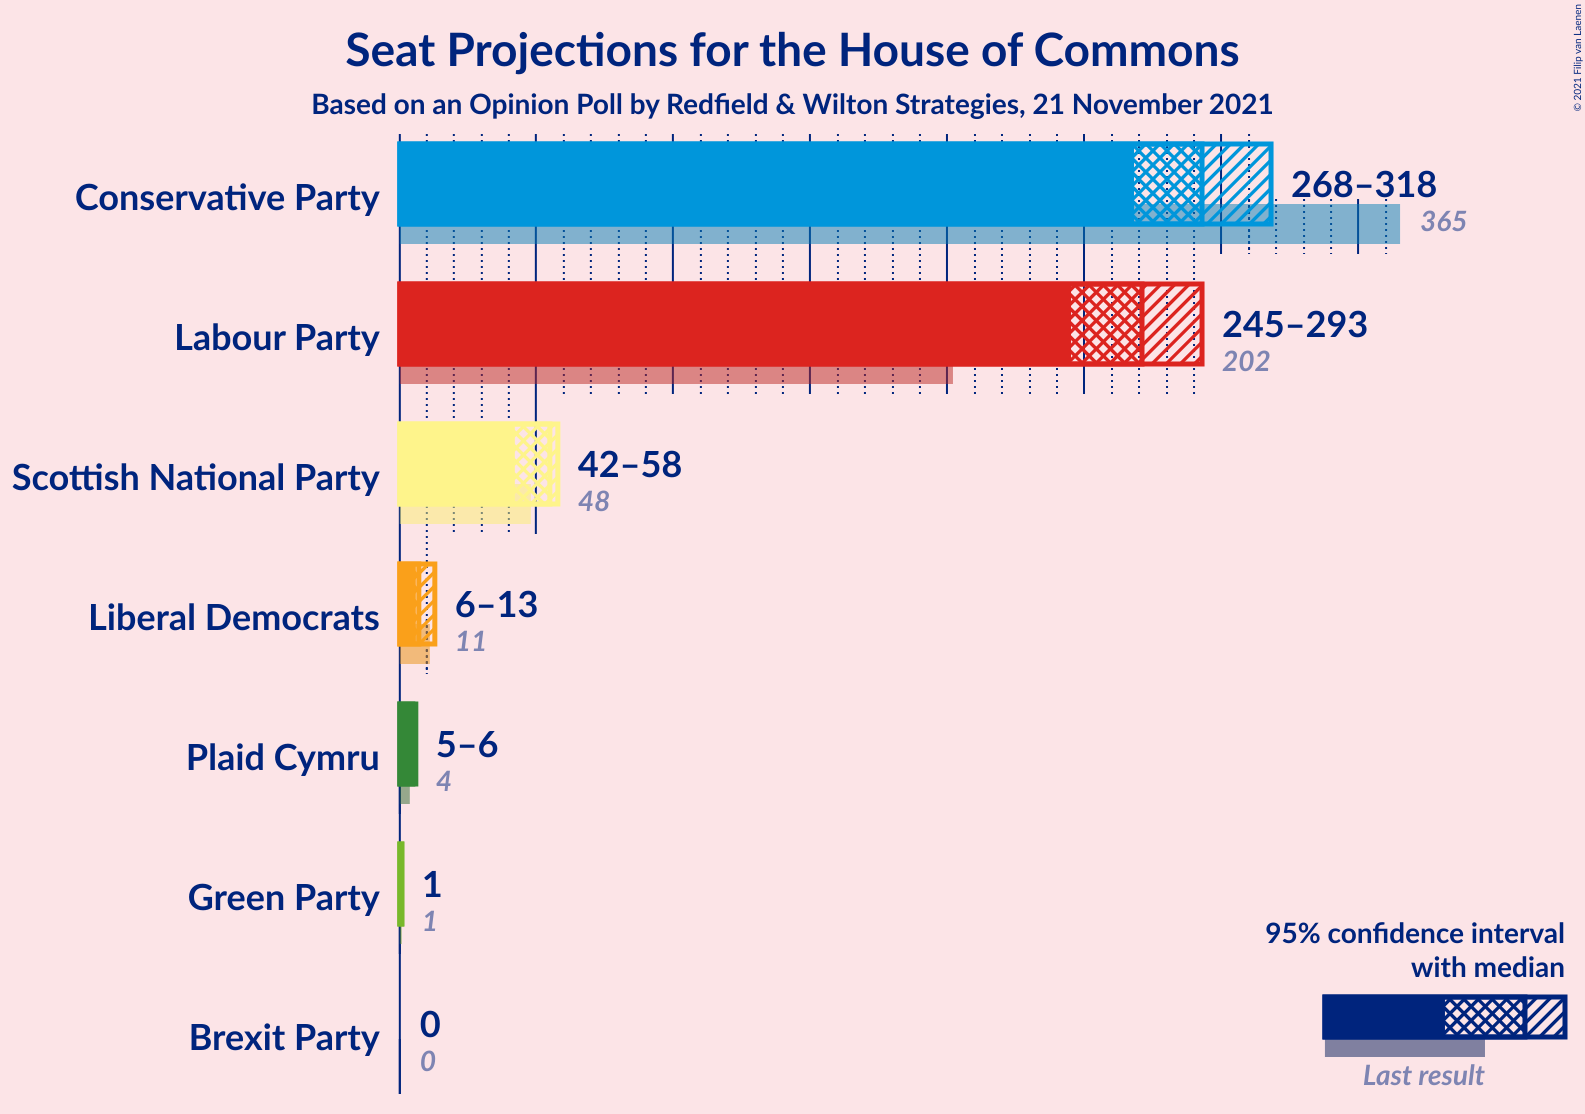 Seat Projections for the House of Commons
Based on an Opinion Poll by Redfield & Wilton Strategies, 21 November 2021
© 2021 Filip van Laenen
Conservative Party
268–318
365
Labour Party
245–293
202
Scottish National Party
42–58
48
Liberal Democrats
6–13
11
Plaid Cymru
5–6
4
Green Party
1
1
Brexit Party
0
0
95% confidence interval
with median
Last result